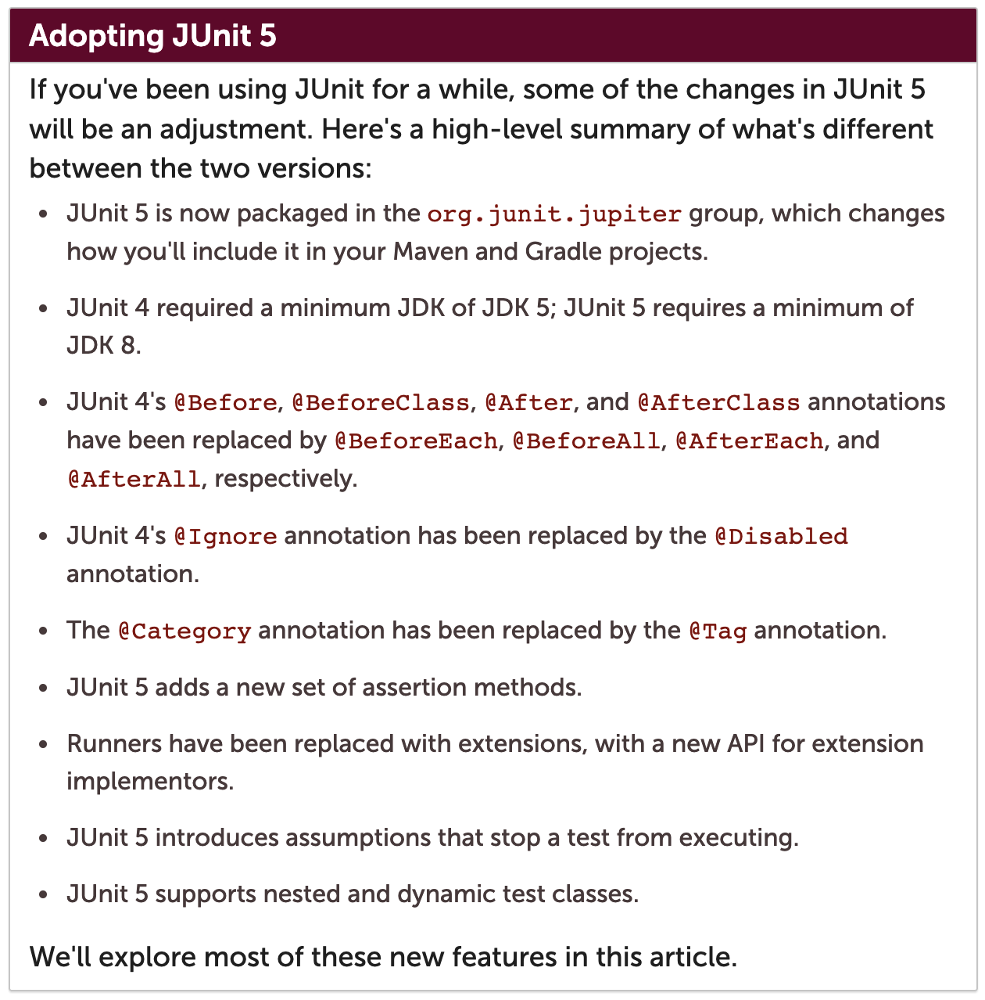 Adopting JUnit 5
If you've been using JUnit for a while, some of the changes in JUnit 5
will be an adjustment. Here's a high-level summary of what's different
between the two versions:
• JUnit 5 is now packaged in the org.junit.jupiter group, which changes
how you'll include it in your Maven and Gradle projects.
• JUnit 4 required a minimum JDK of JDK 5; JUnit 5 requires a minimum of
JDK 8.
• JUnit 4's @Before, @BeforeClass, @After, and @AfterClass annotations
have been replaced by @BeforeEach, @BeforeAll, @AfterEach, and
@AfterAll, respectively.
• JUnit 4's @Ignore annotation has been replaced by the @Disabled
annotation.
• The @Category annotation has been replaced by the @Tag annotation.
• JUnit 5 adds a new set of assertion methods.
• Runners have been replaced with extensions, with a new API for extension
implementors.
• JUnit 5 introduces assumptions that stop a test from executing.
• JUnit 5 supports nested and dynamic test classes.
We'll explore most of these new features in this article.